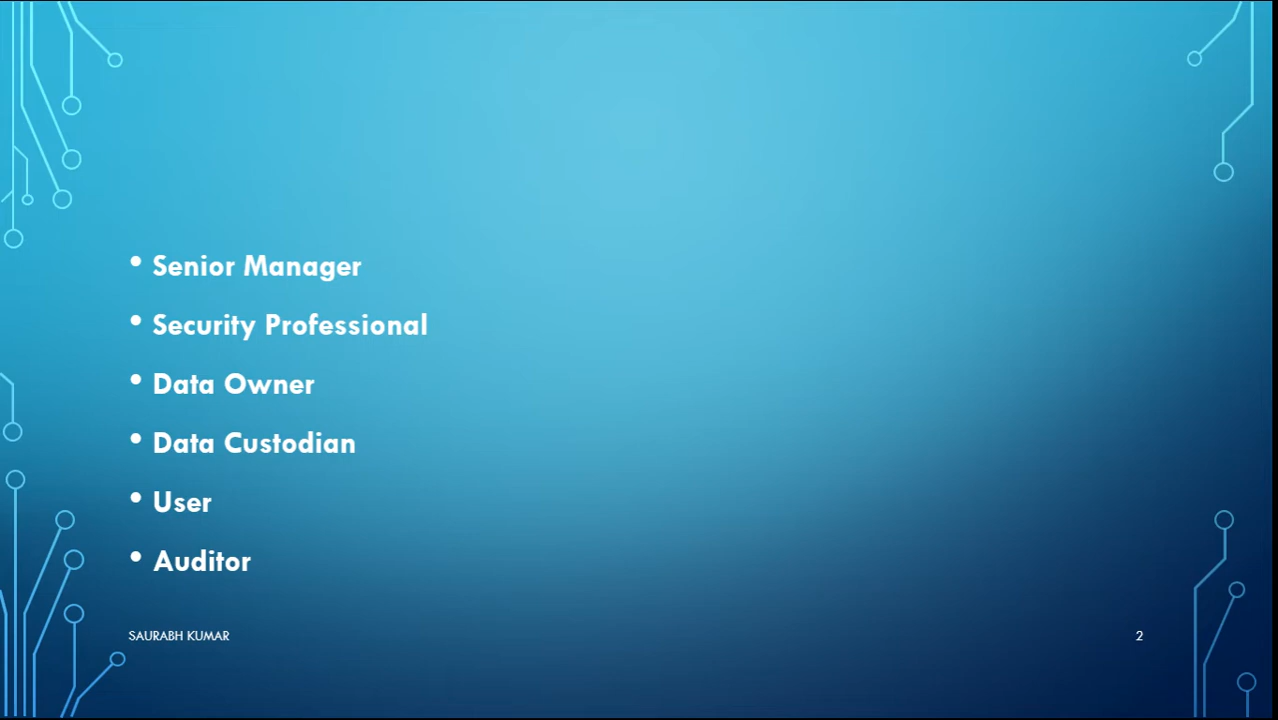 • Senior Manager
• Security Professional
• Data Owner
• Data Custodian
• User
• Auditor
SAURABH KUMAR
2